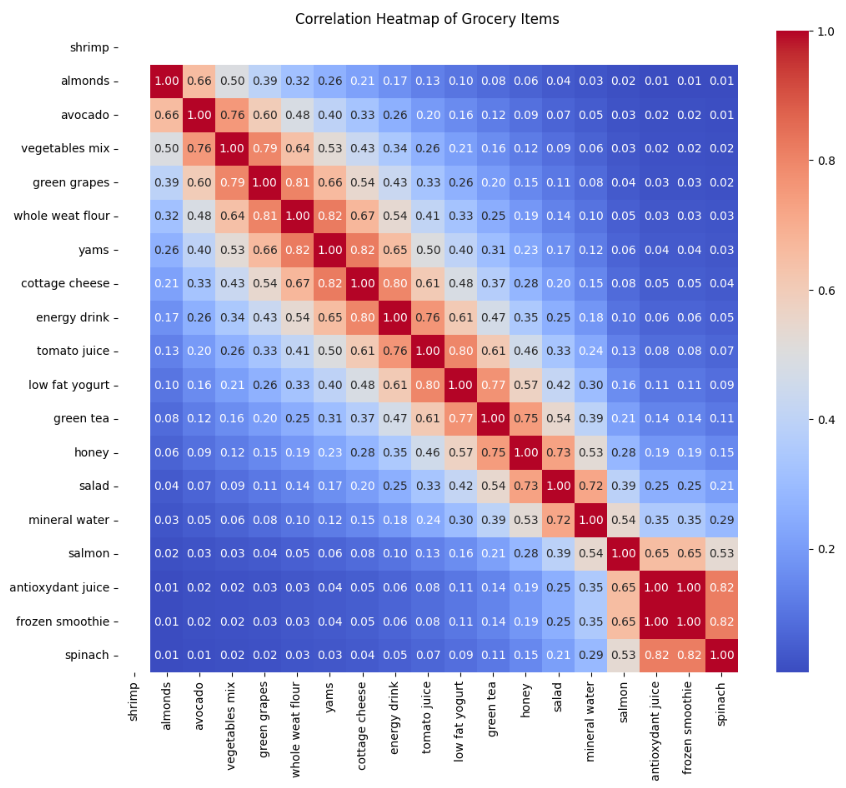 Correlation Heatmap of Grocery Items
shrimp
almonds 1.00 0.66 0.50 0.39 0.32 0.26 0.21 0.17 0.13 0.10 0.08 0.06 0.04 0.03 0.02 0.01 0.01 0.01
avocado 0.66 1.00 0.76 0.60 0.48 0.40 0.33 0.26 0.20 0.16 0.12 0.09 0.07 0.05 0.03 0.02 0.02 0.01
vegetables mix 0.50 0.76 1.00 0.79 0.64 0.53 0.43 0.34 0.26 0.21 0.16 0.12 0.09 0.06 0.03 0.02 0.02 0.02
green grapes 0.39 0.60 0.79 1.00 0.81 0.66 0.54 0.43 0.33 0.26 0.20 0.15 0.11 0.08 0.04 0.03 0.03 0.02
whole weat flour 0.32 0.48 0.64 0.81 1.00 0.82 0.67 0.54 0.41 0.33 0.25 0.19 0.14 0.10 0.05 0.03 0.03 0.03
yams 0.26 0.40 0.53 0.66 0.82 1.00 0.82 0.65 0.50 0.40 0.31 0.23 0.17 0.12 0.06 0.04 0.04 0.03
cottage cheese 0.21 0.33 0.43 0.54 0.67 0.82 1.00 0.80 0.61 0.48 0.37 0.28 0.20 0.15 0.08 0.05 0.05 0.04
energy drink 0.17 0.26 0.34 0.43 0.54 0.65 0.80 1.00 0.76 0.61 0.47 0.35 0.25 0.18 0.10 0.06 0.06 0.05
tomato juice 0.13 0.20 0.26 0.33 0.41 0.50 0.61 0.76 1.00 0.80 0.61 0.46 0.33 0.24 0.13 0.08 0.08 0.07
low fat yogurt 0.10 0.16 0.21 0.26 0.33 0.40 0.48 0.61 0.80 1.00 0.77 0.57 0.42 0.30 0.16 0.11 0.11 0.09
green tea 0.08 0.12 0.16 0.20 0.25 0.31 0.37 0.47 0.61 0.77 1.00 0.75 0.54 0.39 0.21 0.14 0.14 0.11
honey 0.06 0.09 0.12 0.15 0.19 0.23 0.28 0.35 0.46 0.57 0.75 1.00 0.73 0.53 0.28 0.19 0.19 0.15
salad 0.04 0.07 0.09 0.11 0.14 0.17 0.20 0.25 0.33 0.42 0.54 0.73 1.00 0.72 0.39 0.25 0.25 0.21
mineral water 0.03 0.05 0.06 0.08 0.10 0.12 0.15 0.18 0.24 0.30 0.39 0.53 0.72 1.00 0.54 0.35 0.35 0.29
salmon 0.02 0.03 0.03 0.04 0.05 0.06 0.08 0.10 0.13 0.16 0.21 0.28 0.39 0.54 1.00 0.65 0.65 0.53
antioxydant juice 0.01 0.02 0.02 0.03 0.03 0.04 0.05 0.06 0.08 0.11 0.14 0.19 0.25 0.35 0.65 1.00 1.00 0.82
frozen smoothie 0.01 0.02 0.02 0.03 0.03 0.04 0.05 0.06 0.08 0.11 0.14 0.19 0.25 0.35 0.65 1.00 1.00 0.82
spinach 0.01 0.01 0.02 0.02 0.03 0.03 0.04 0.05 0.07 0.09 0.11 0.15 0.21 0.29 0.53 0.82 0.82 1.00
shrimp
almonds
avocado
vegetables mix
green grapes
whole weat flour
yams
cottage cheese
energy drink
tomato juice
low fat yogurt
green tea
honey
salad
mineral water
salmon
antioxydant juice
frozen smoothie
spinach
1.0
0.8
0.6
0.4
0.2